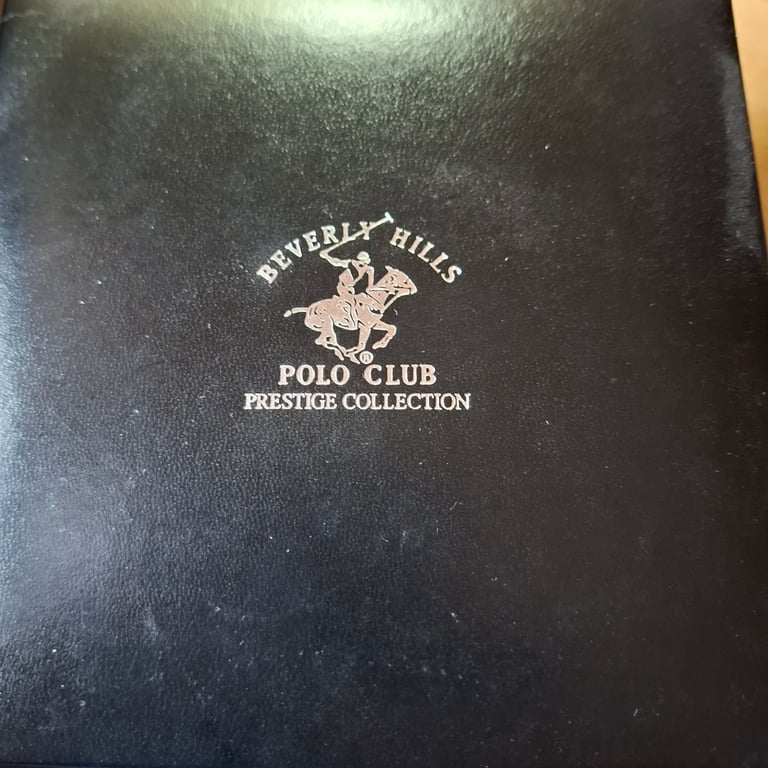 BEVERLY HILLS
®
POLO CLUB
PRESTIGE COLLECTION